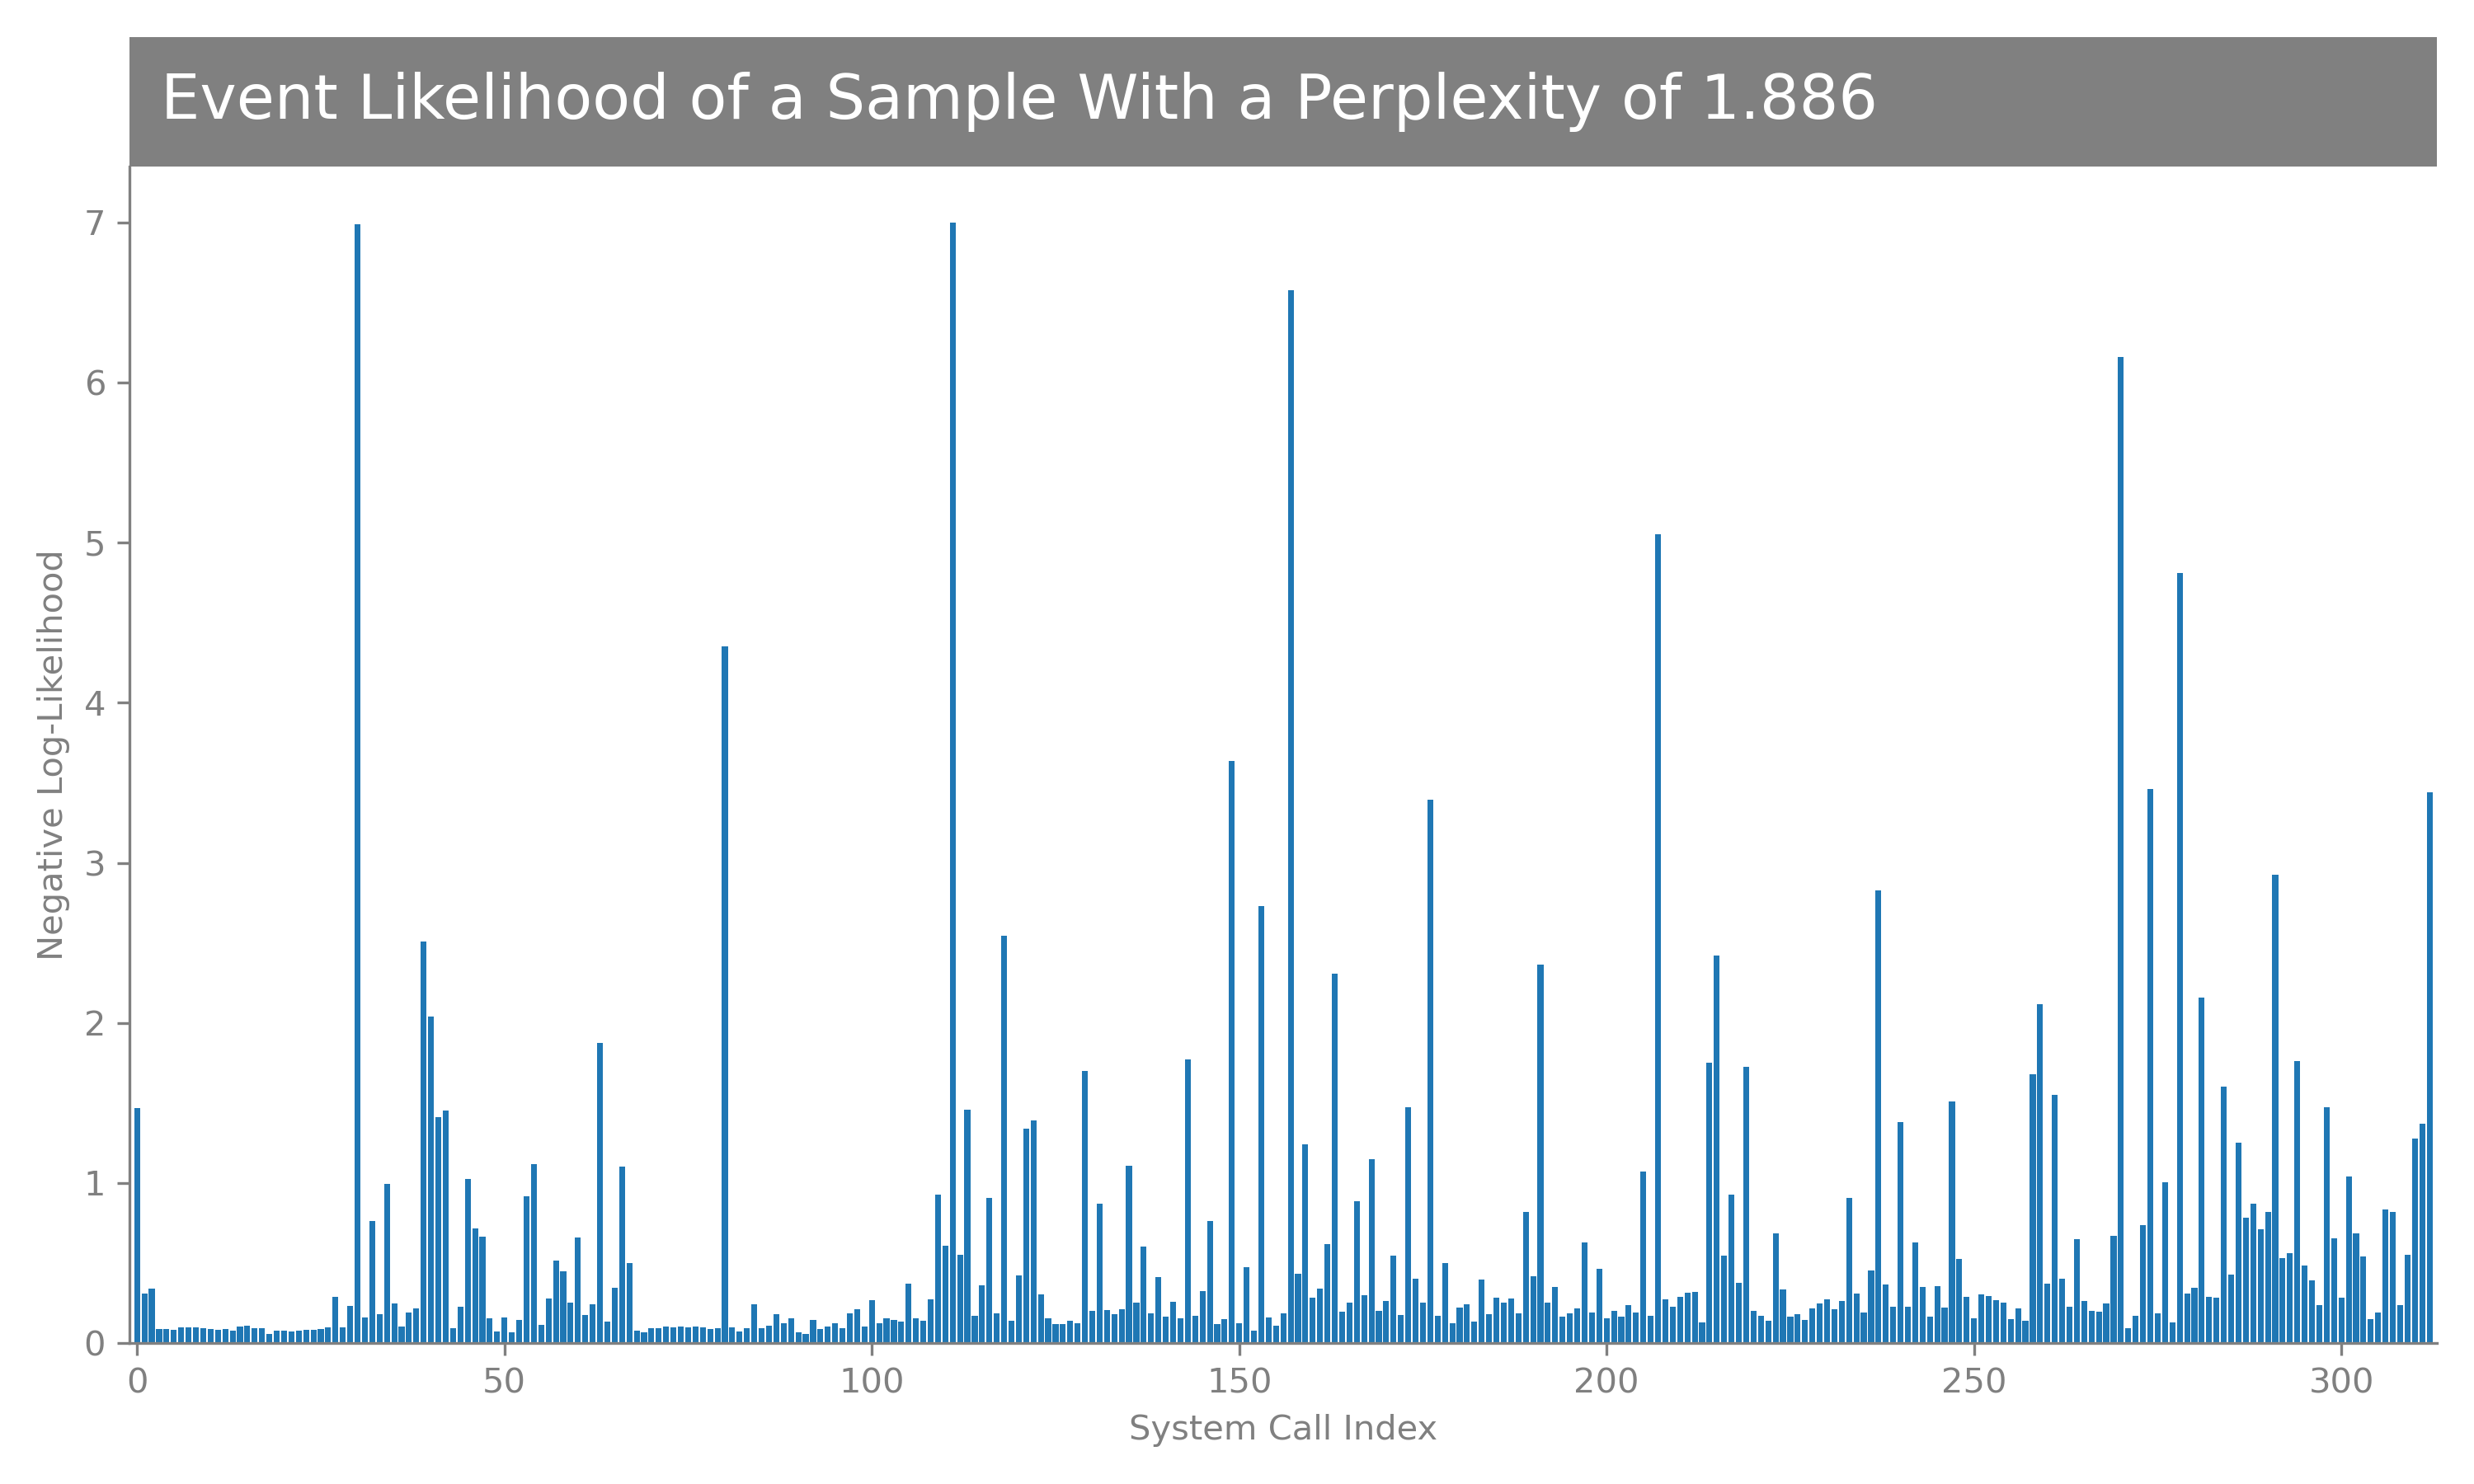 Event Likelihood of a Sample With a Perplexity of 1.886
7
6
5
4
3
2
1
0
Negative Log-Likelihood
0 50 100 150 200 250 300
System Call Index